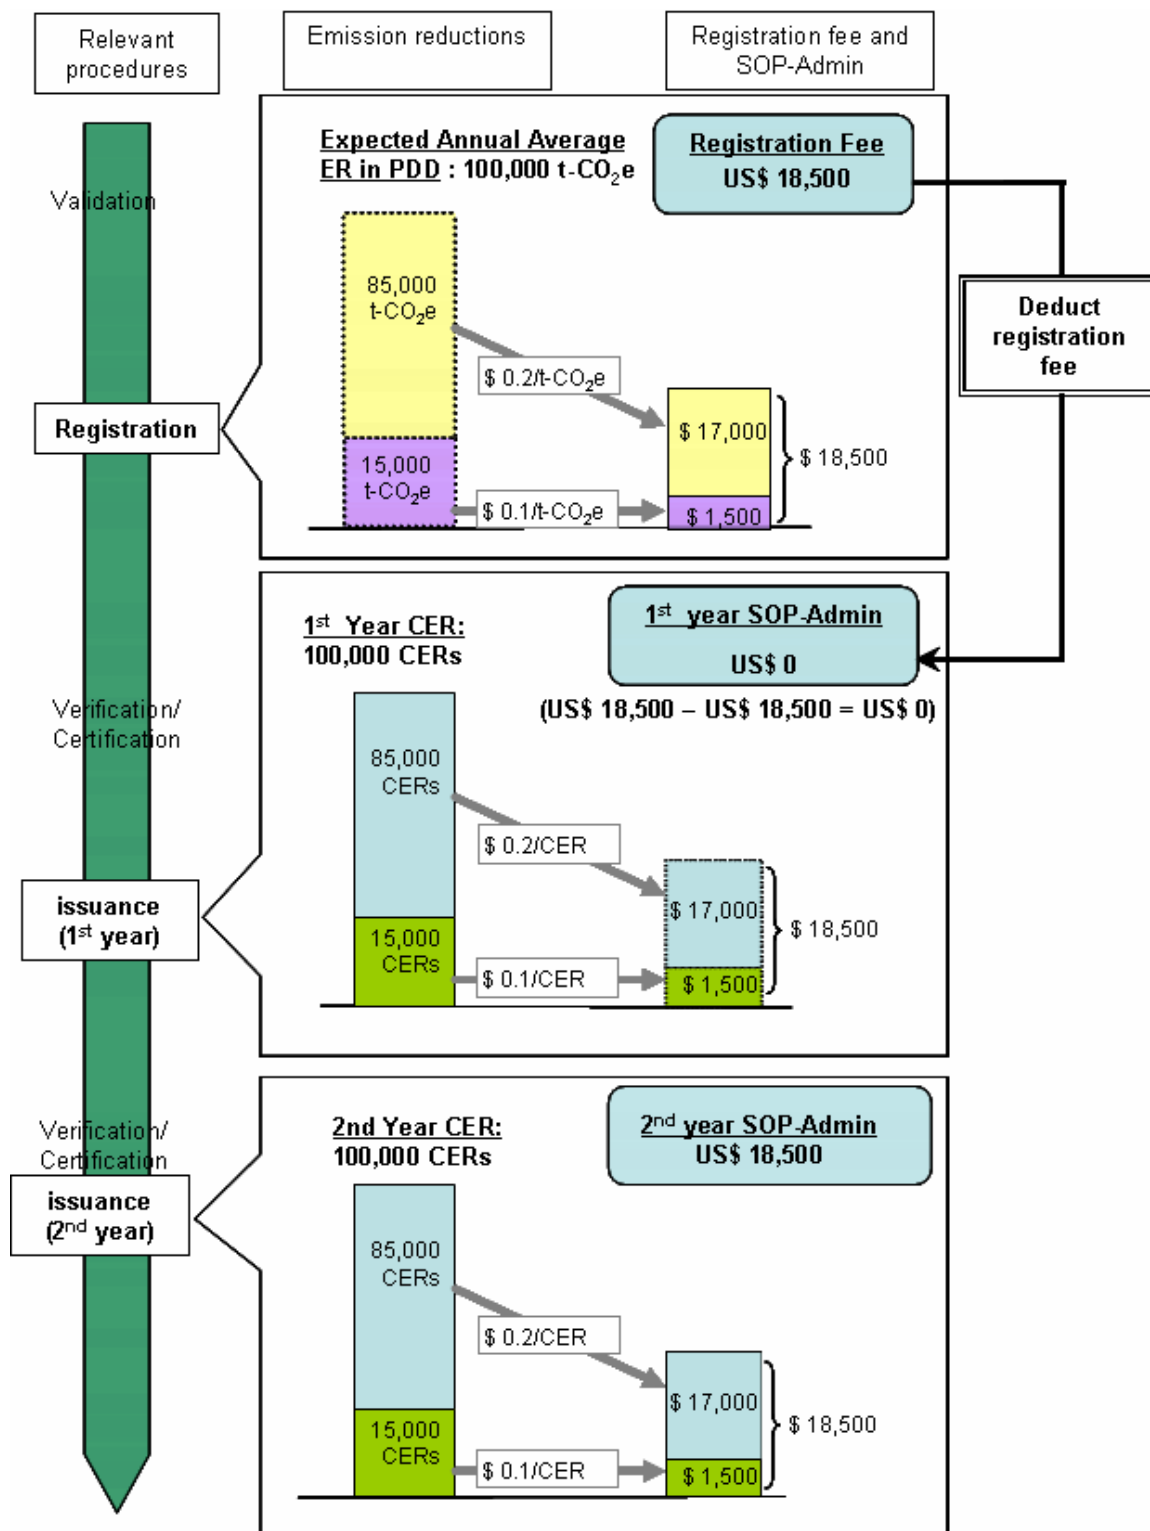 Relevant
procedures
Emission reductions
Registration fee and
SOP-Admin
Validation
Expected Annual Average
ER in PDD : 100,000 t-CO₂e
Registration Fee
US$ 18,500
85,000
t-CO₂e
$ 0.2/t-CO₂e
Deduct
registration
fee
Registration
$ 17,000
$ 18,500
15,000
t-CO₂e
$ 0.1/t-CO₂e
$ 1,500
1st Year CER:
100,000 CERs
1st year SOP-Admin
US$ 0
(US$ 18,500 – US$ 18,500 = US$ 0)
Verification/
Certification
85,000
CERs
$ 0.2/CER
issuance
(1st year)
$ 17,000
$ 18,500
15,000
CERs
$ 0.1/CER
$ 1,500
Verification/
Certification
2nd Year CER:
100,000 CERs
2nd year SOP-Admin
US$ 18,500
issuance
(2nd year)
85,000
CERs
$ 0.2/CER
$ 17,000
$ 18,500
15,000
CERs
$ 0.1/CER
$ 1,500